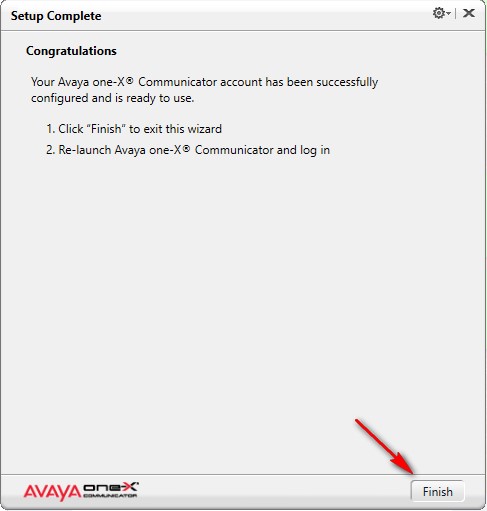 Setup Complete
Congratulations
Your Avaya one-X® Communicator account has been successfully
configured and is ready to use.
1. Click "Finish" to exit this wizard
2. Re-launch Avaya one-X® Communicator and log in
AVAYA one-X
COMMUNICATOR
Finish